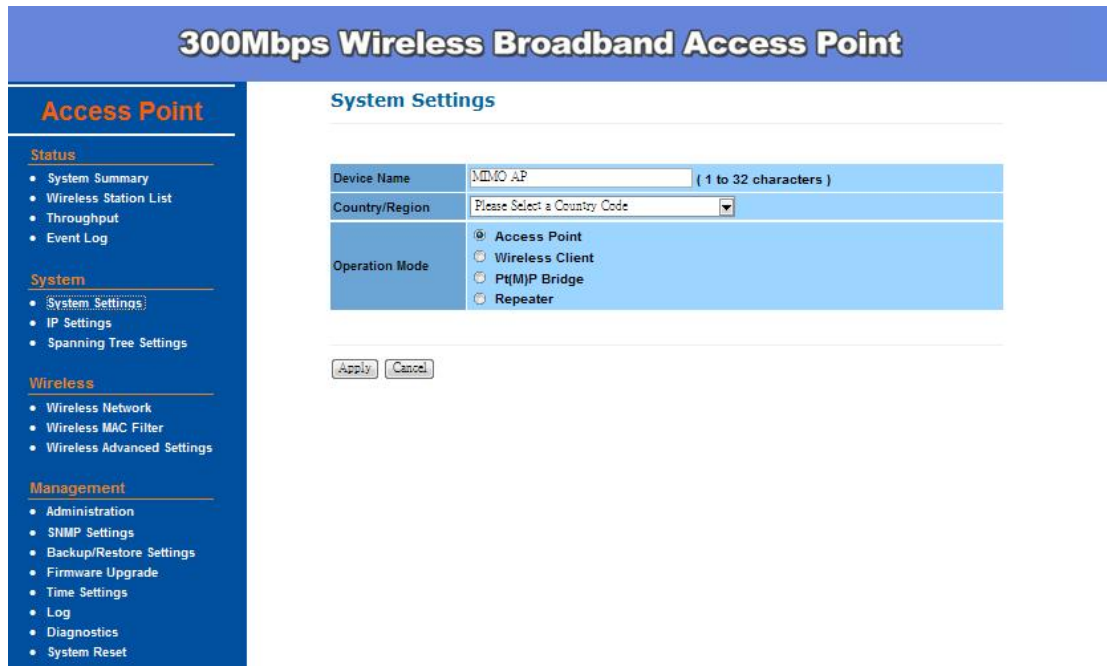 300Mbps Wireless Broadband Access Point
Access Point
Status
System Summary
Wireless Station List
Throughput
Event Log
System
System Settings
IP Settings
Spanning Tree Settings
Wireless
Wireless Network
Wireless MAC Filter
Wireless Advanced Settings
Management
Administration
SNMP Settings
Backup/Restore Settings
Firmware Upgrade
Time Settings
Log
Diagnostics
System Reset
System Settings
Device Name MIMO AP ( 1 to 32 characters )
Country/Region Please Select a Country Code
Operation Mode
Access Point
Wireless Client
Pt(M)P Bridge
Repeater
Apply Cancel